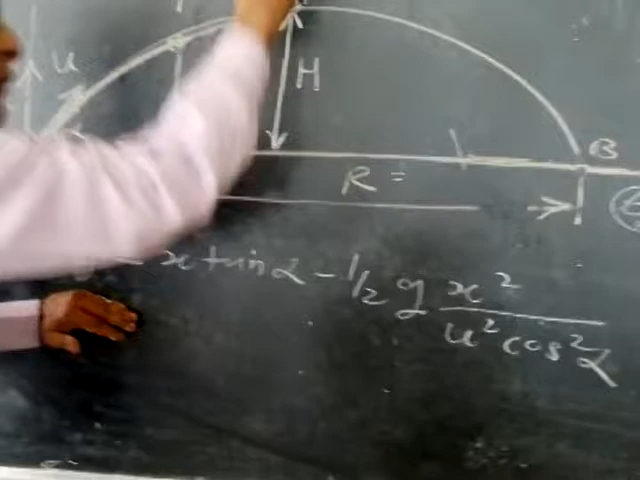 u
H
B
R =
x tan α - 1/2 g x² / u² cos² α